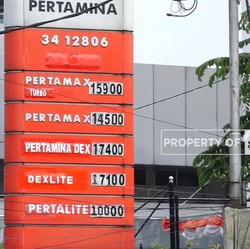 PERTAMINA
34 12806
PERTAMAX TURBO 15900
PERTAMAX 14500
PERTAMINA DEX 17400
DEXLITE 17100
PERTALITE 10000
PROPERTY OF